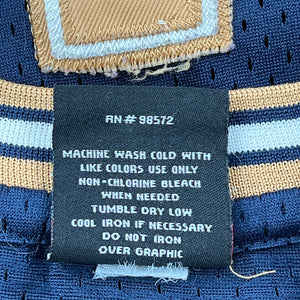 RN# 98572
MACHINE WASH COLD WITH
LIKE COLORS USE ONLY
NON-CHLORINE BLEACH
WHEN NEEDED
TUMBLE DRY LOW
COOL IRON IF NECESSARY
DO NOT IRON
OVER GRAPHIC